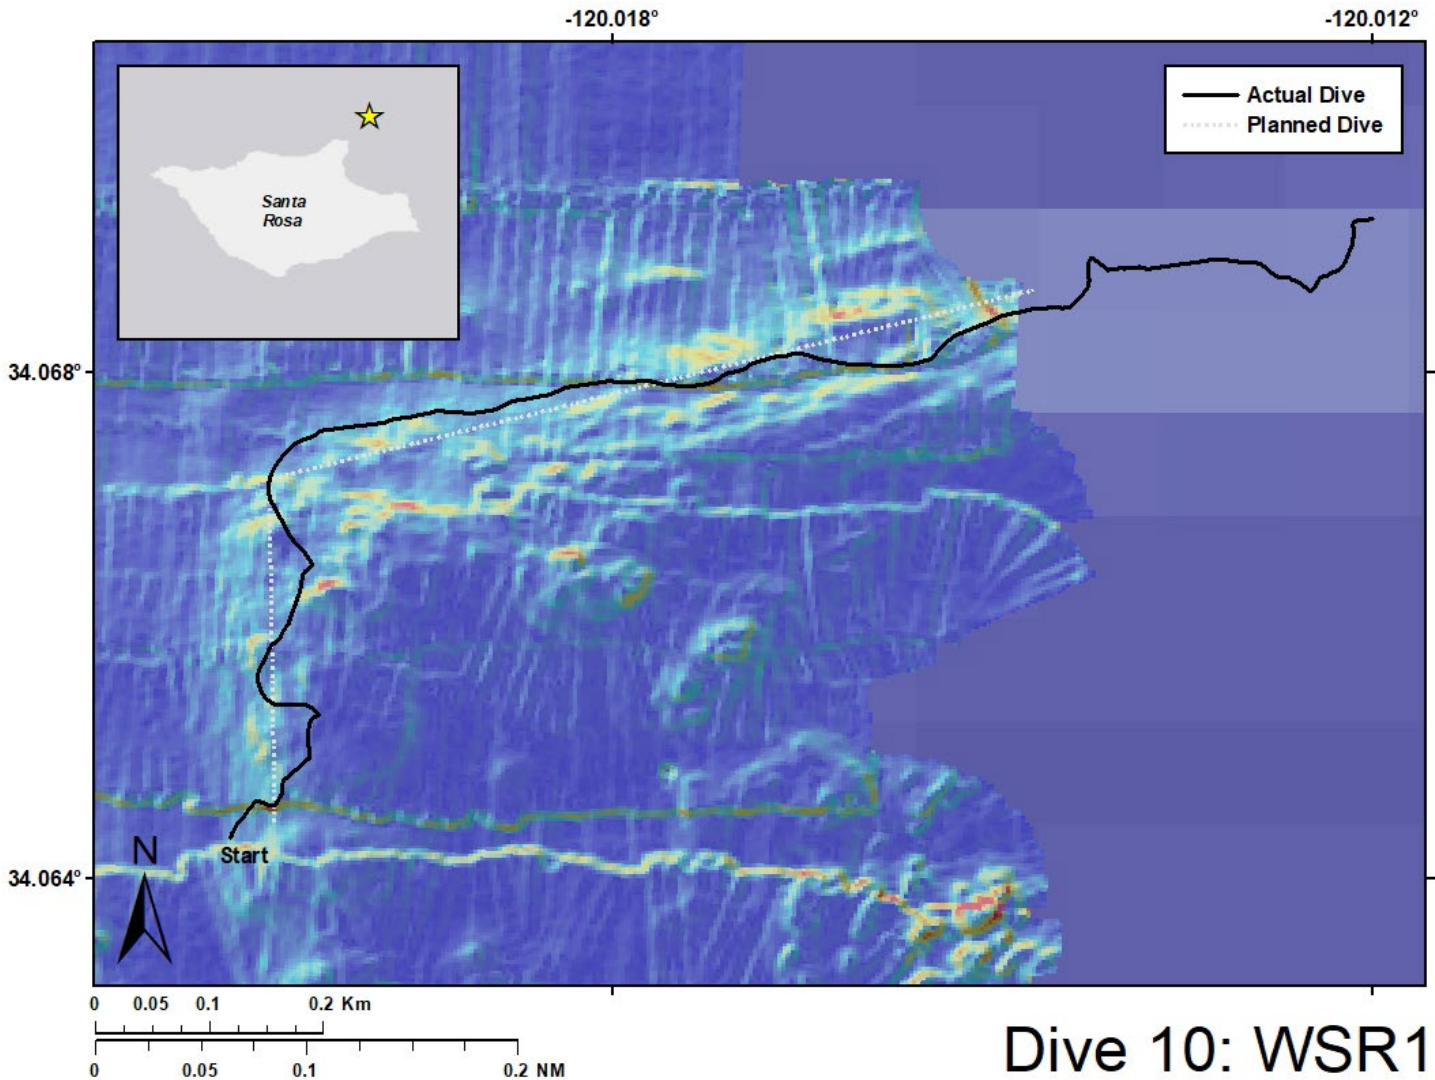 -120.018°
-120.012°
Actual Dive
Planned Dive
Santa
Rosa
34.068°
34.064°
Start
N
0 0.05 0.1 0.2 Km
0 0.05 0.1 0.2 NM
Dive 10: WSR1